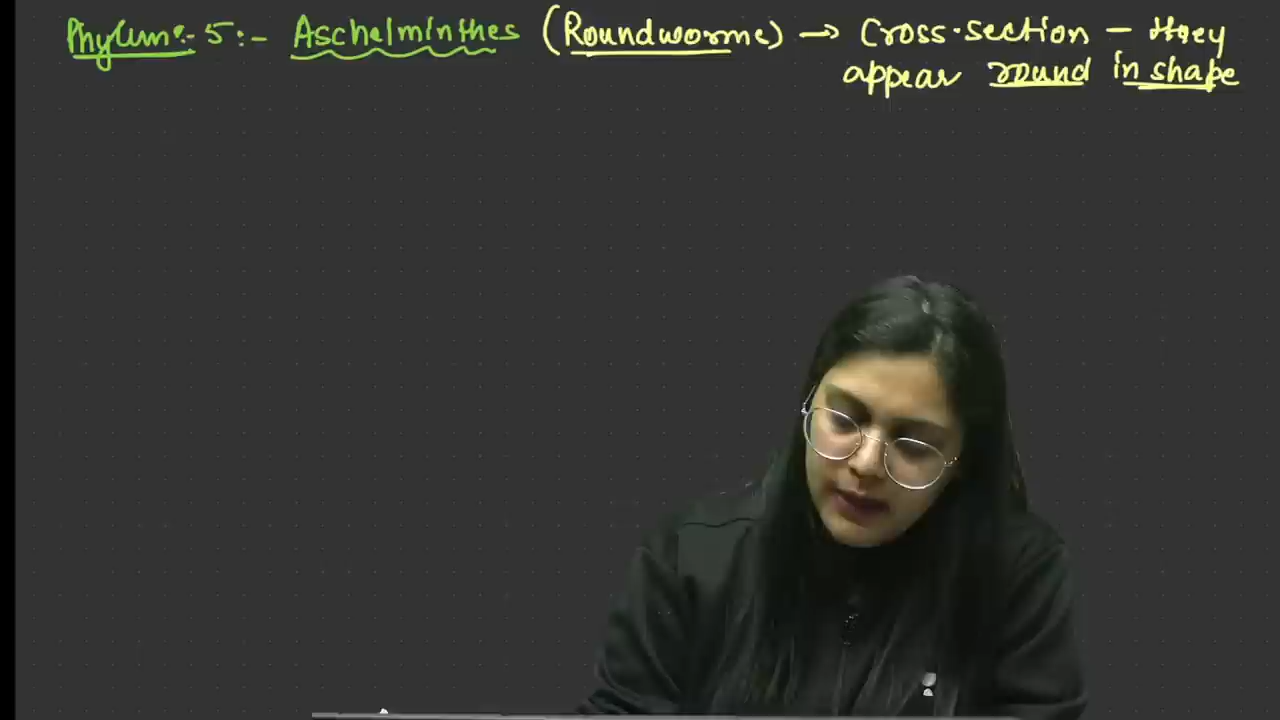 Phylum:- 5:- Aschelminthes (Roundworms) → Cross-section - they
appear round in shape